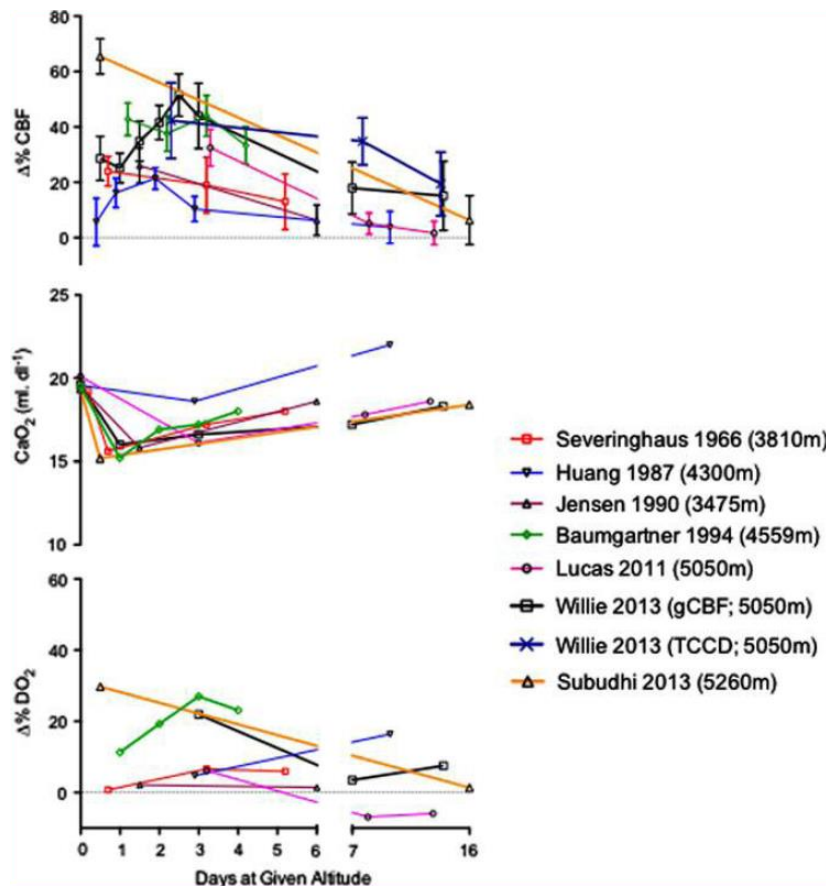 80
60
40
20
0
Δ% CBF
25
20
15
10
CaO₂ (ml. dl⁻¹)
Severinghaus 1966 (3810m)
Huang 1987 (4300m)
Jensen 1990 (3475m)
Baumgartner 1994 (4559m)
Lucas 2011 (5050m)
Willie 2013 (gCBF; 5050m)
Willie 2013 (TCCD; 5050m)
Subudhi 2013 (5260m)
60
40
20
0
Δ% DO₂
0 1 2 3 4 5 6 7 16
Days at Given Altitude